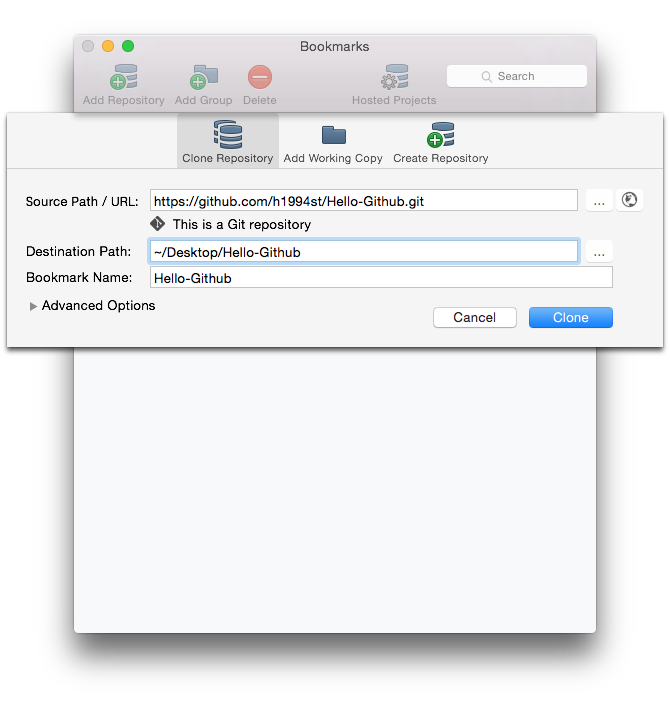 Bookmarks
Add Repository Add Group Delete Hosted Projects Search
Clone Repository Add Working Copy Create Repository
Source Path / URL: https://github.com/h1994st/Hello-Github.git ...
This is a Git repository
Destination Path: ~/Desktop/Hello-Github ...
Bookmark Name: Hello-Github
Advanced Options
Cancel Clone